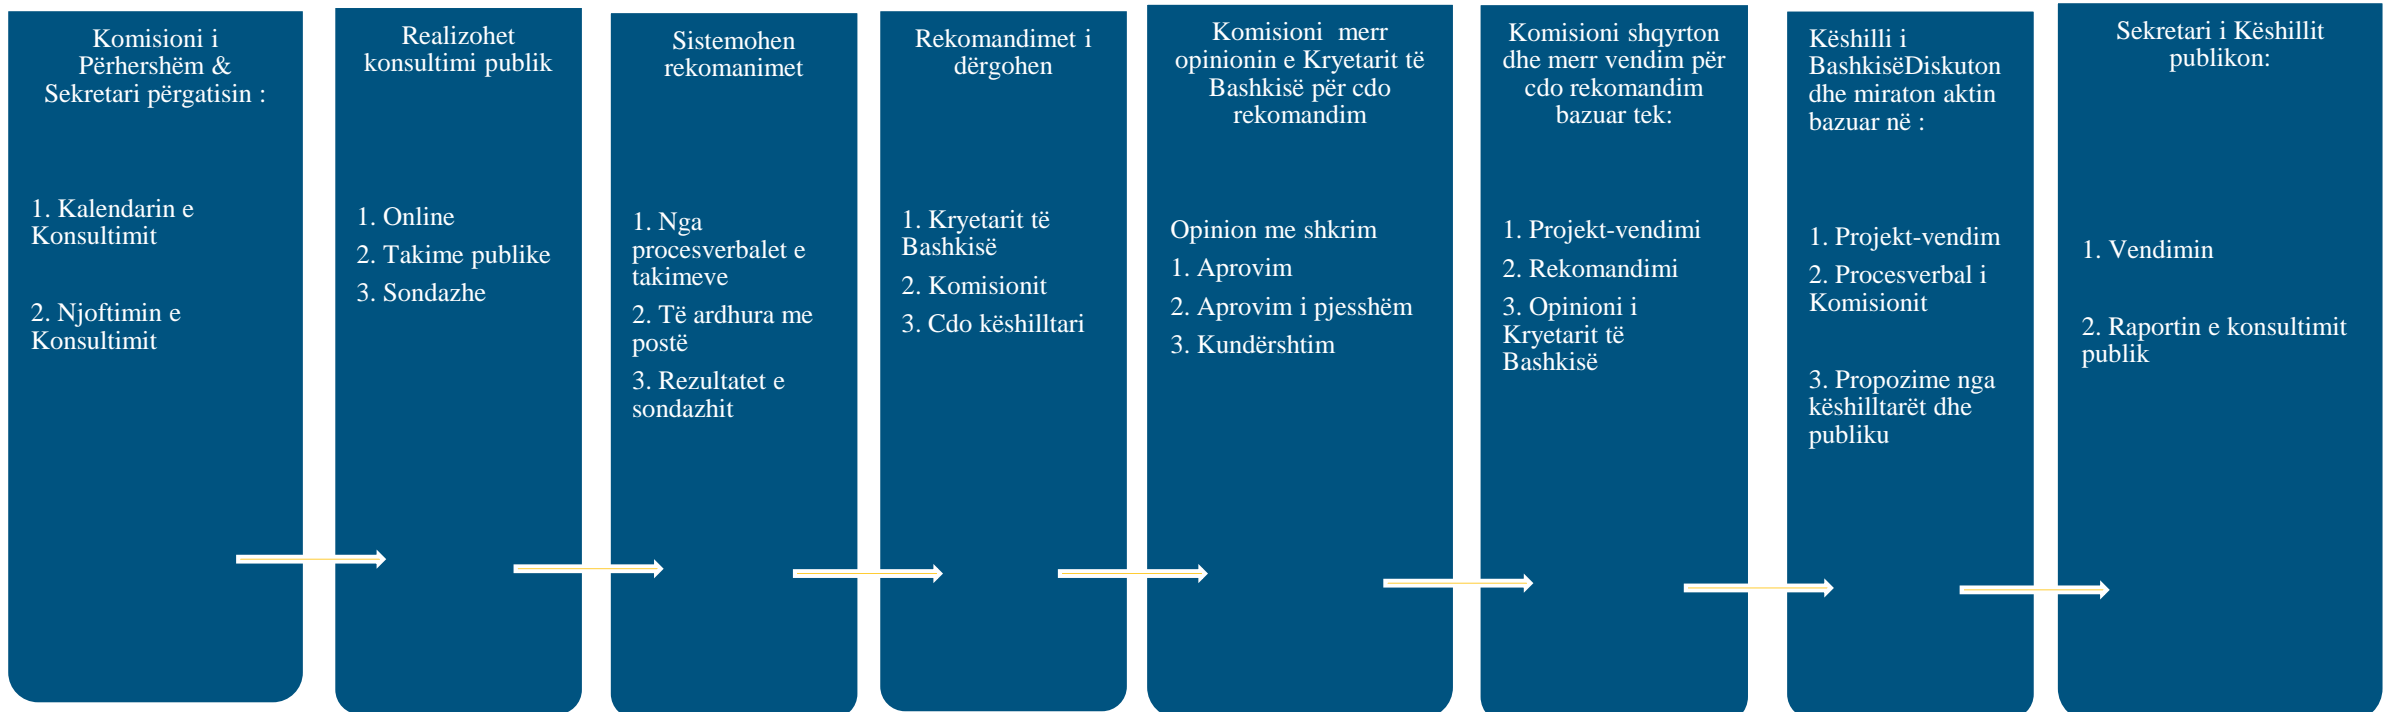 Komisioni i
Përhershëm &
Sekretari përgatisin :
1. Kalendarin e
Konsultimit
2. Njoftimin e
Konsultimit
Realizohet
konsultimi publik
1. Online
2. Takime publike
3. Sondazhe
Sistemohen
rekomanimet
1. Nga
procesverbalet e
takimeve
2. Të ardhura me
postë
3. Rezultatet e
sondazhit
Rekomandimet i
dërgohen
1. Kryetarit të
Bashkisë
2. Komisionit
3. Cdo këshilltari
Komisioni  merr
opinionin e Kryetarit të
Bashkisë për cdo
rekomandim
Opinion me shkrim
1. Aprovim
2. Aprovim i pjesshëm
3. Kundërshtim
Komisioni shqyrton
dhe merr vendim për
cdo rekomandim
bazuar tek:
1. Projekt-vendimi
2. Rekomandimi
3. Opinioni i
Kryetarit të
Bashkisë
Këshilli i
BashkisëDiskuton
dhe miraton aktin
bazuar në :
1. Projekt-vendim
2. Procesverbal i
Komisionit
3. Propozime nga
këshilltarët dhe
publiku
Sekretari i Këshillit
publikon:
1. Vendimin
2. Raportin e konsultimit
publik